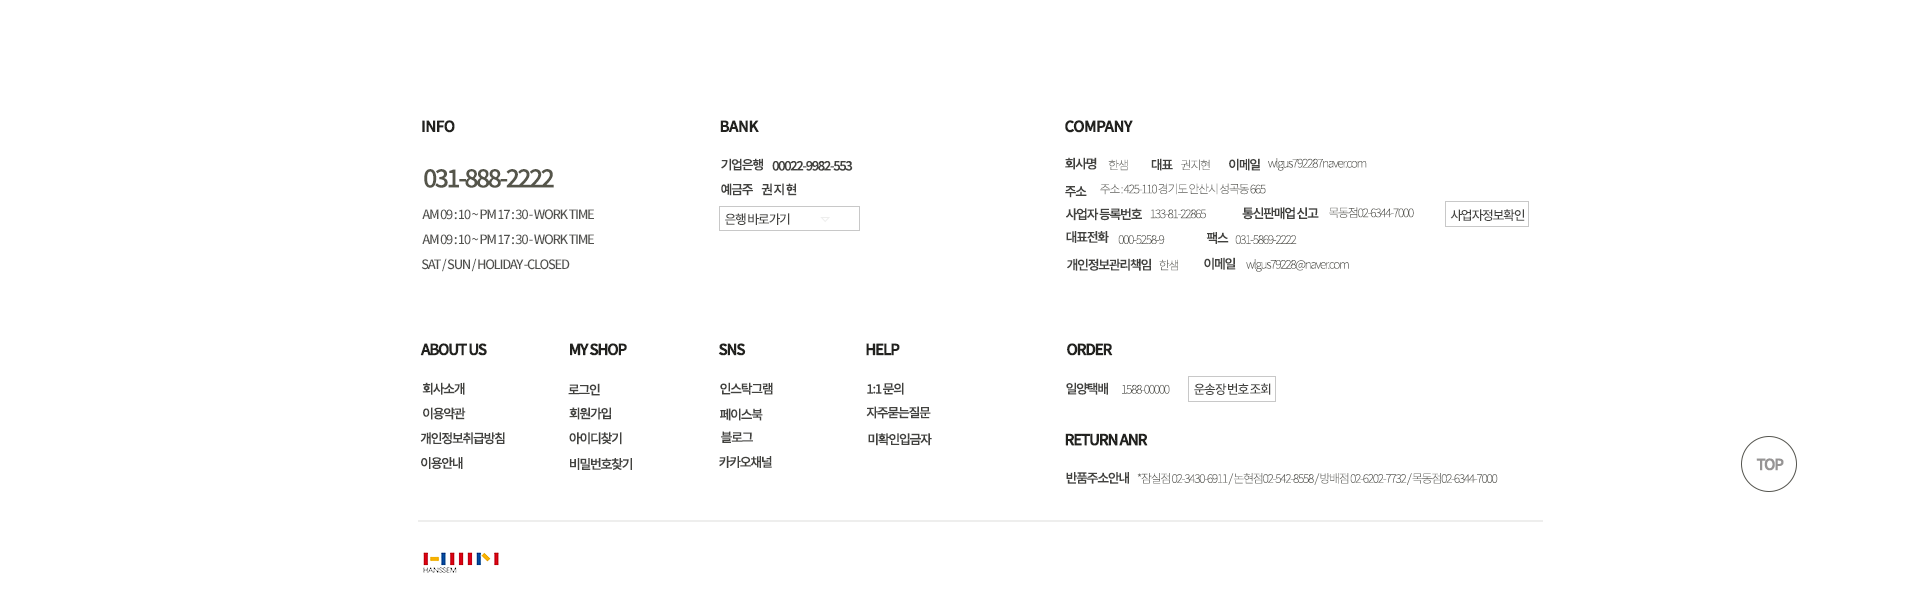 INFO
031-888-2222
AM 09 : 10 ~ PM 17 : 30 - WORK TIME
AM 09 : 10 ~ PM 17 : 30 - WORK TIME
SAT / SUN / HOLIDAY -CLOSED
BANK
기업은행 00022-9982-553
예금주 권 지 현
은행 바로가기
COMPANY
회사명 한샘 대표 권지현 이메일 wlgus792287naver.com
주소 주소 : 425-110 경기도 안산시 성곡동 665
사업자 등록번호 133-81-22865 통신판매업 신고 목동점02-6344-7000 사업자정보확인
대표전화 000-5258-9 팩스 031-5869-2222
개인정보관리책임 한샘 이메일 wlgus79228@naver.com
ABOUT US
회사소개
이용약관
개인정보취급방침
이용안내
MY SHOP
로그인
회원가입
아이디찾기
비밀번호찾기
SNS
인스탁그램
페이스북
블로그
카카오채널
HELP
1:1 문의
자주묻는질문
미확인입금자
ORDER
일양택배 1588-00000 운송장 번호 조회
RETURN ANR
반품주소안내 *잠실점 02-3430-6911 / 논현점02-542-8558 / 방배점 02-6202-7732 / 목동점02-6344-7000
TOP
HANSSEM